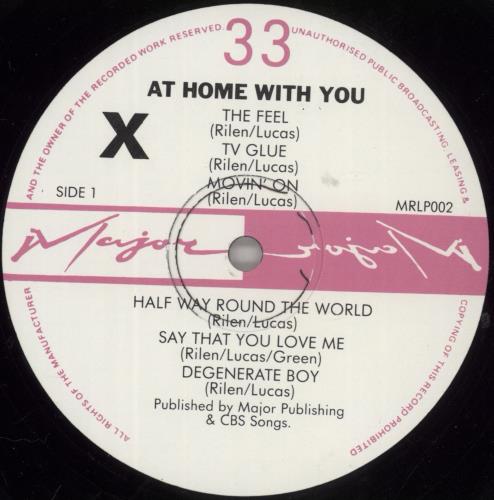 33
AND THE OWNER OF THE RECORDED WORK RESERVED. UNAUTHORISED PUBLIC BROADCASTING·LEASING &
AT HOME WITH YOU
X
THE FEEL
(Rilen/Lucas)
TV GLUE
(Rilen/Lucas)
MOVIN' ON
(Rilen/Lucas)
SIDE 1
MRLP002
Major
Major
HALF WAY ROUND THE WORLD
(Rilen/Lucas)
SAY THAT YOU LOVE ME
(Rilen/Lucas/Green)
DEGENERATE BOY
(Rilen/Lucas)
Published by Major Publishing
& CBS Songs.
ALL RIGHTS OF THE MANUFACTURER
COPYING OF THIS RECORD PROHIBITED